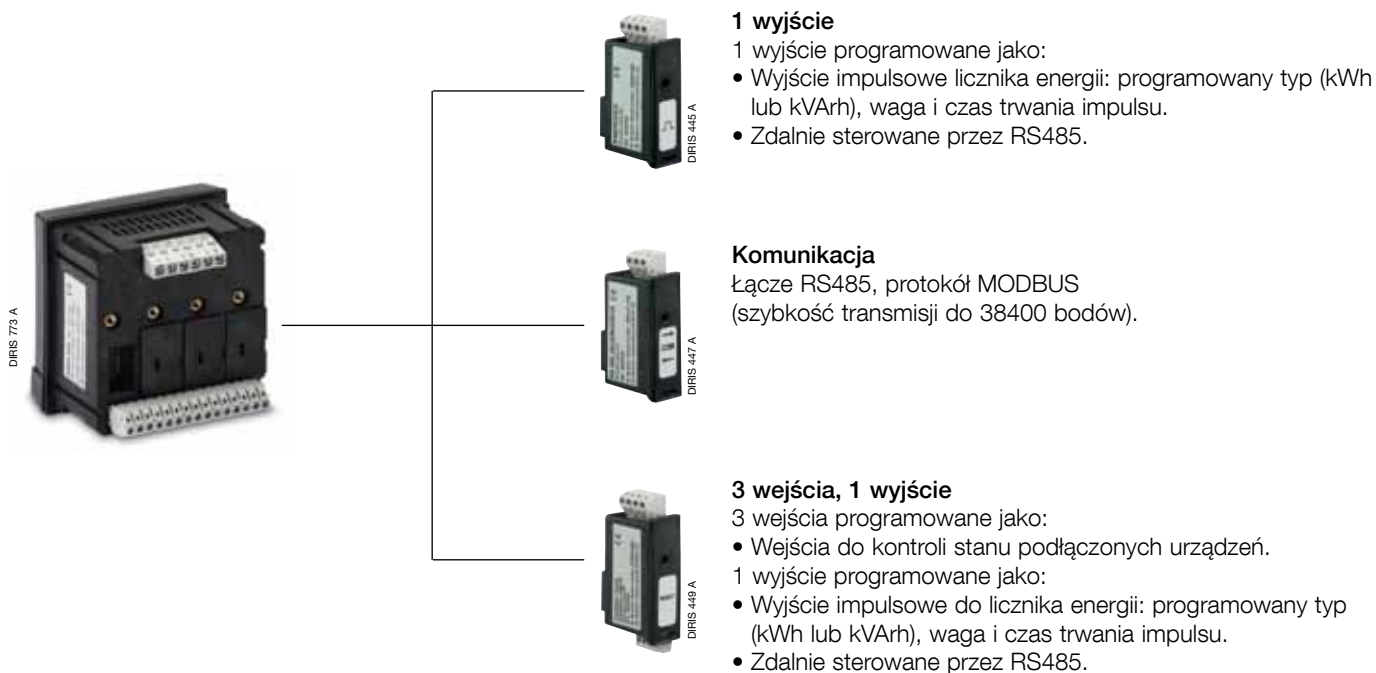 1 wyjście
1 wyjście programowane jako:
• Wyjście impulsowe licznika energii: programowany typ (kWh
lub kVArh), waga i czas trwania impulsu.
• Zdalnie sterowane przez RS485.
DIRIS 445 A
DIRIS 773 A
Komunikacja
Łącze RS485, protokół MODBUS
(szybkość transmisji do 38400 bodów).
DIRIS 447 A
3 wejścia, 1 wyjście
3 wejścia programowane jako:
• Wejścia do kontroli stanu podłączonych urządzeń.
1 wyjście programowane jako:
• Wyjście impulsowe do licznika energii: programowany typ
(kWh lub kVArh), waga i czas trwania impulsu.
• Zdalnie sterowane przez RS485.
DIRIS 449 A